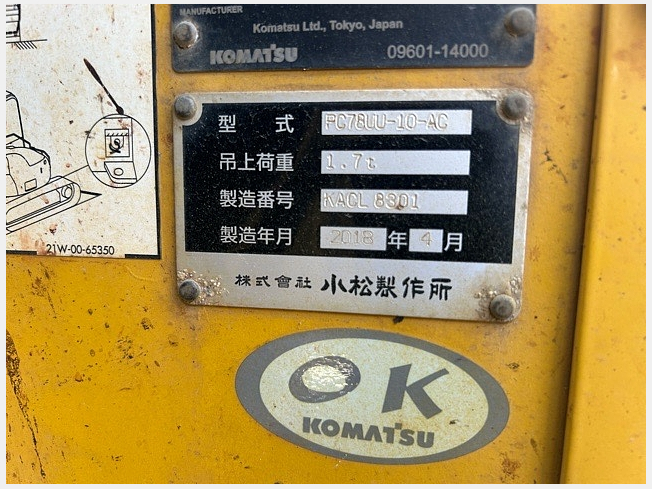 MANUFACTURER
Komatsu Ltd., Tokyo, Japan
KOMATSU 09601-14000
型 式 PC78UU-10-AC
吊上荷重 1.7t
製造番号 KACL 8301
製造年月 2018 年 4 月
株式會社 小松製作所
21W-00-65350
OK
KOMATSU